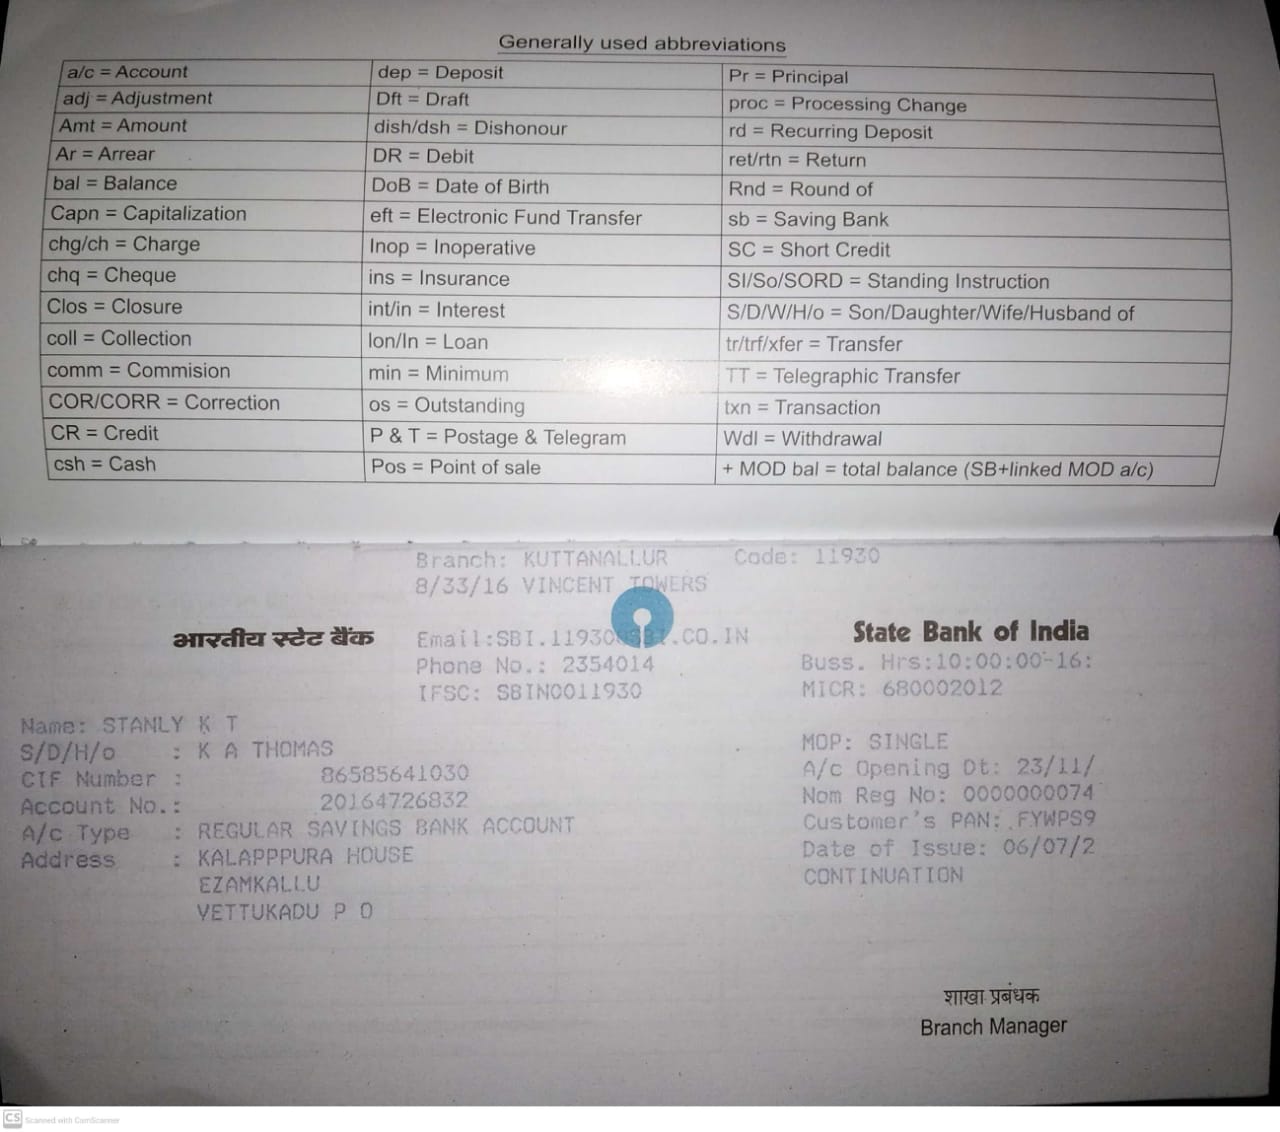 Generally used abbreviations
a/c = Account dep = Deposit Pr = Principal
adj = Adjustment Dft = Draft proc = Processing Change
Amt = Amount dish/dsh = Dishonour rd = Recurring Deposit
Ar = Arrear DR = Debit ret/rtn = Return
bal = Balance DoB = Date of Birth Rnd = Round of
Capn = Capitalization eft = Electronic Fund Transfer sb = Saving Bank
chg/ch = Charge Inop = Inoperative SC = Short Credit
chq = Cheque ins = Insurance SI/So/SORD = Standing Instruction
Clos = Closure int/in = Interest S/D/W/H/o = Son/Daughter/Wife/Husband of
coll = Collection lon/ln = Loan tr/trf/xfer = Transfer
comm = Commision min = Minimum TT = Telegraphic Transfer
COR/CORR = Correction os = Outstanding txn = Transaction
CR = Credit P & T = Postage & Telegram Wdl = Withdrawal
csh = Cash Pos = Point of sale + MOD bal = total balance (SB+linked MOD a/c)
Branch: KUTTANALLUR Code: 11930
8/33/16 VINCENT TOWERS
भारतीय स्टेट बैंक Email:SBI.11930@SBI.CO.IN State Bank of India
Phone No.: 2354014 Buss. Hrs:10:00:00-16:
IFSC: SBIN0011930 MICR: 680002012
Name: STANLY K T
S/D/H/o : K A THOMAS MOP: SINGLE
CIF Number : 86585641030 A/c Opening Dt: 23/11/
Account No.: 20164726832 Nom Reg No: 0000000074
A/c Type : REGULAR SAVINGS BANK ACCOUNT Customer's PAN: FYWPS9
Address : KALAPPPURA HOUSE Date of Issue: 06/07/2
EZAMKALLU CONTINUATION
VETTUKADU P O
शाखा प्रबंधक
Branch Manager
CS Scanned with CamScanner